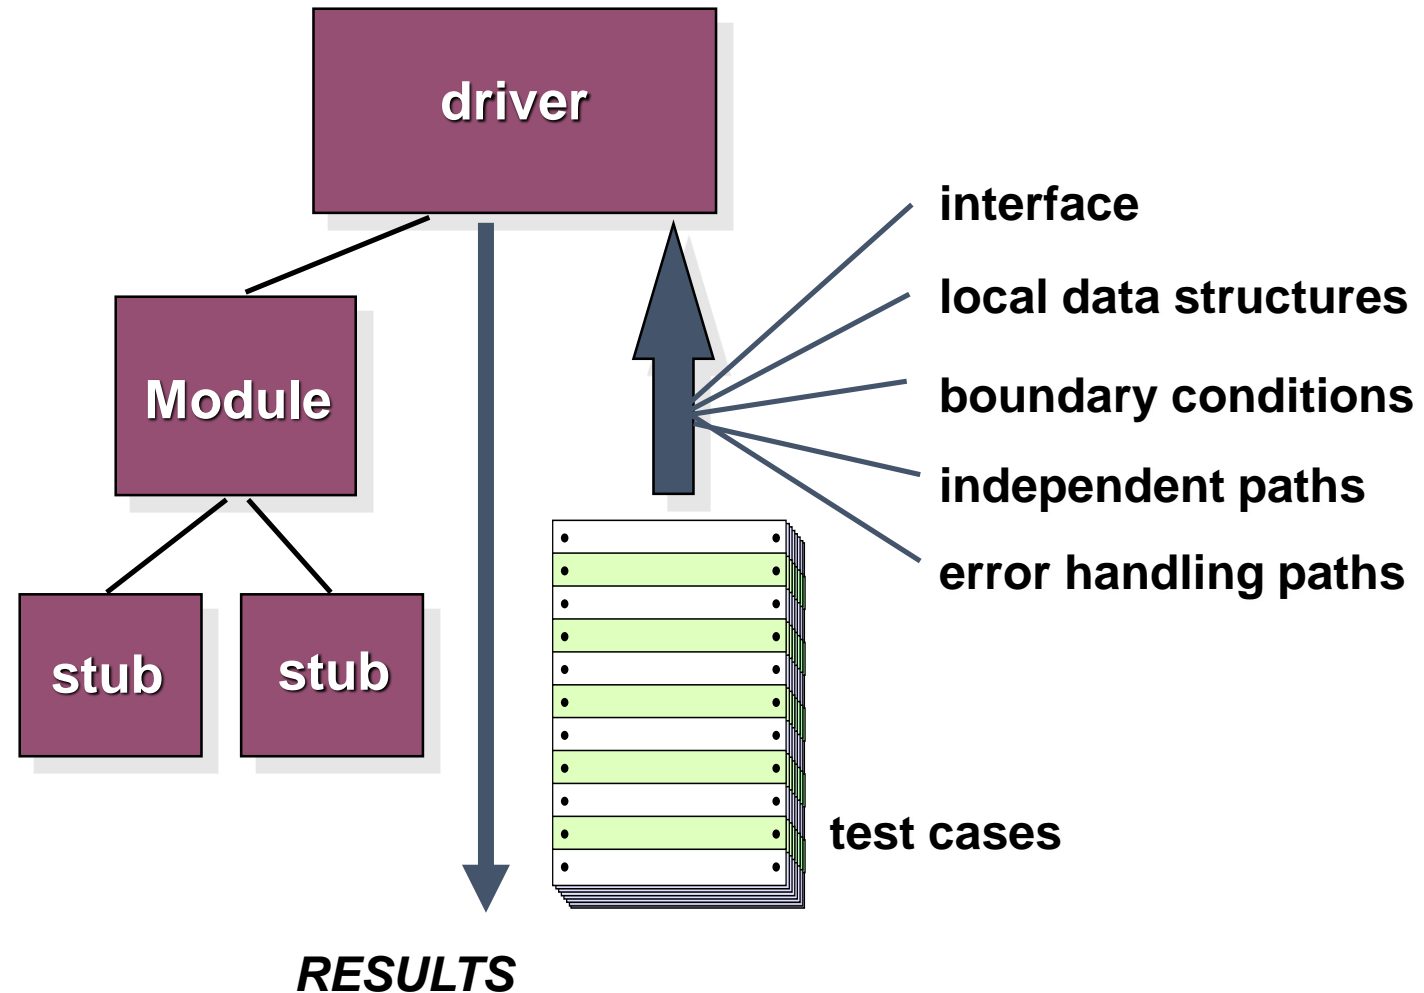 driver
interface
local data structures
Module
boundary conditions
independent paths
error handling paths
stub
stub
test cases
RESULTS